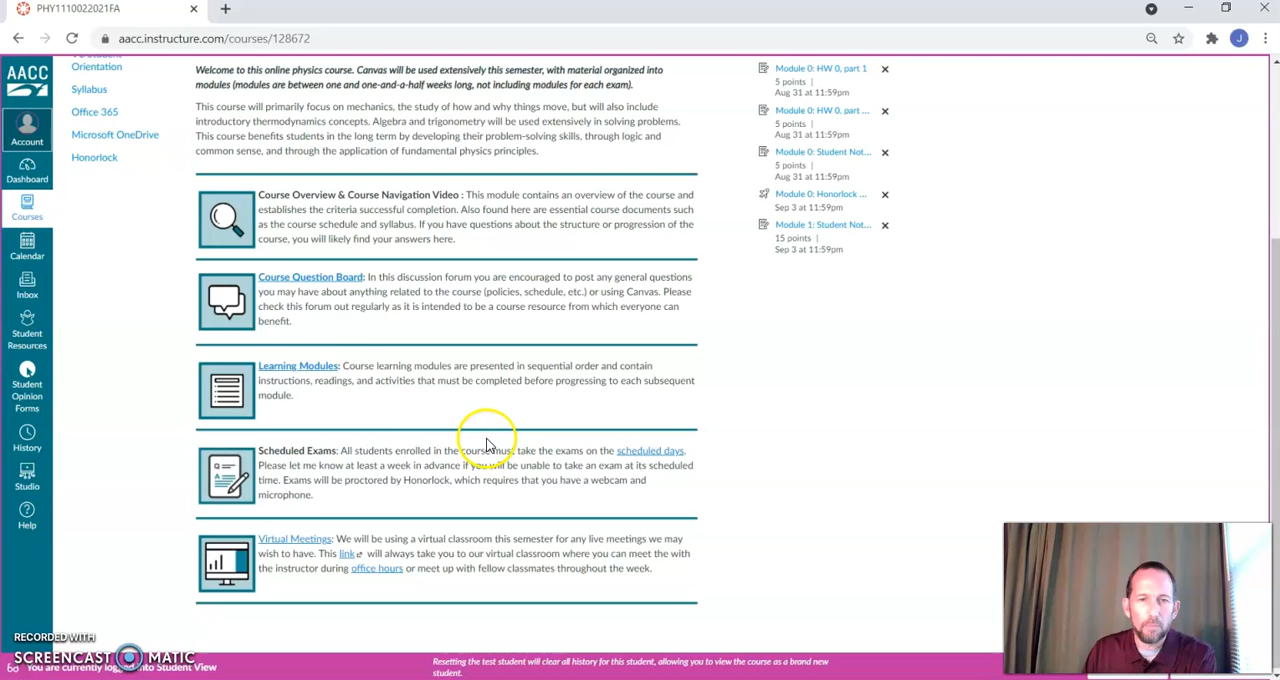 PHY1110022021FA
aacc.instructure.com/courses/128672
J
AACC
Account
Dashboard
Courses
Calendar
Inbox
Student
Resources
Student
Opinion
Forms
History
Studio
Help
Orientation
Syllabus
Office 365
Microsoft OneDrive
Honorlock
Welcome to this online physics course. Canvas will be used extensively this semester, with material organized into
modules (modules are between one and one-and-a-half weeks long, not including modules for each exam).
This course will primarily focus on mechanics, the study of how and why things move, but will also include
introductory thermodynamics concepts. Algebra and trigonometry will be used extensively in solving problems.
This course benefits students in the long term by developing their problem-solving skills, through logic and
common sense, and through the application of fundamental physics principles.
Course Overview & Course Navigation Video : This module contains an overview of the course and
establishes the criteria successful completion. Also found here are essential course documents such
as the course schedule and syllabus. If you have questions about the structure or progression of the
course, you will likely find your answers here.
Course Question Board: In this discussion forum you are encouraged to post any general questions
you may have about anything related to the course (policies, schedule, etc.) or using Canvas. Please
check this forum out regularly as it is intended to be a course resource from which everyone can
benefit.
Learning Modules: Course learning modules are presented in sequential order and contain
instructions, readings, and activities that must be completed before progressing to each subsequent
module.
Scheduled Exams: All students enrolled in the course must take the exams on the scheduled days.
Please let me know at least a week in advance if you will be unable to take an exam at its scheduled
time. Exams will be proctored by Honorlock, which requires that you have a webcam and
microphone.
Virtual Meetings: We will be using a virtual classroom this semester for any live meetings we may
wish to have. This link will always take you to our virtual classroom where you can meet the with
the instructor during office hours or meet up with fellow classmates throughout the week.
Module 0: HW 0, part 1
5 points |
Aug 31 at 11:59pm
Module 0: HW 0, part ...
5 points |
Aug 31 at 11:59pm
Module 0: Student Not...
5 points |
Aug 31 at 11:59pm
Module 0: Honorlock ...
Sep 3 at 11:59pm
Module 1: Student Not...
15 points |
Sep 3 at 11:59pm
RECORDED WITH
SCREENCAST MATIC
You are currently logged into Student View
Resetting the test student will clear all history for this student, allowing you to view the course as a brand new
student.